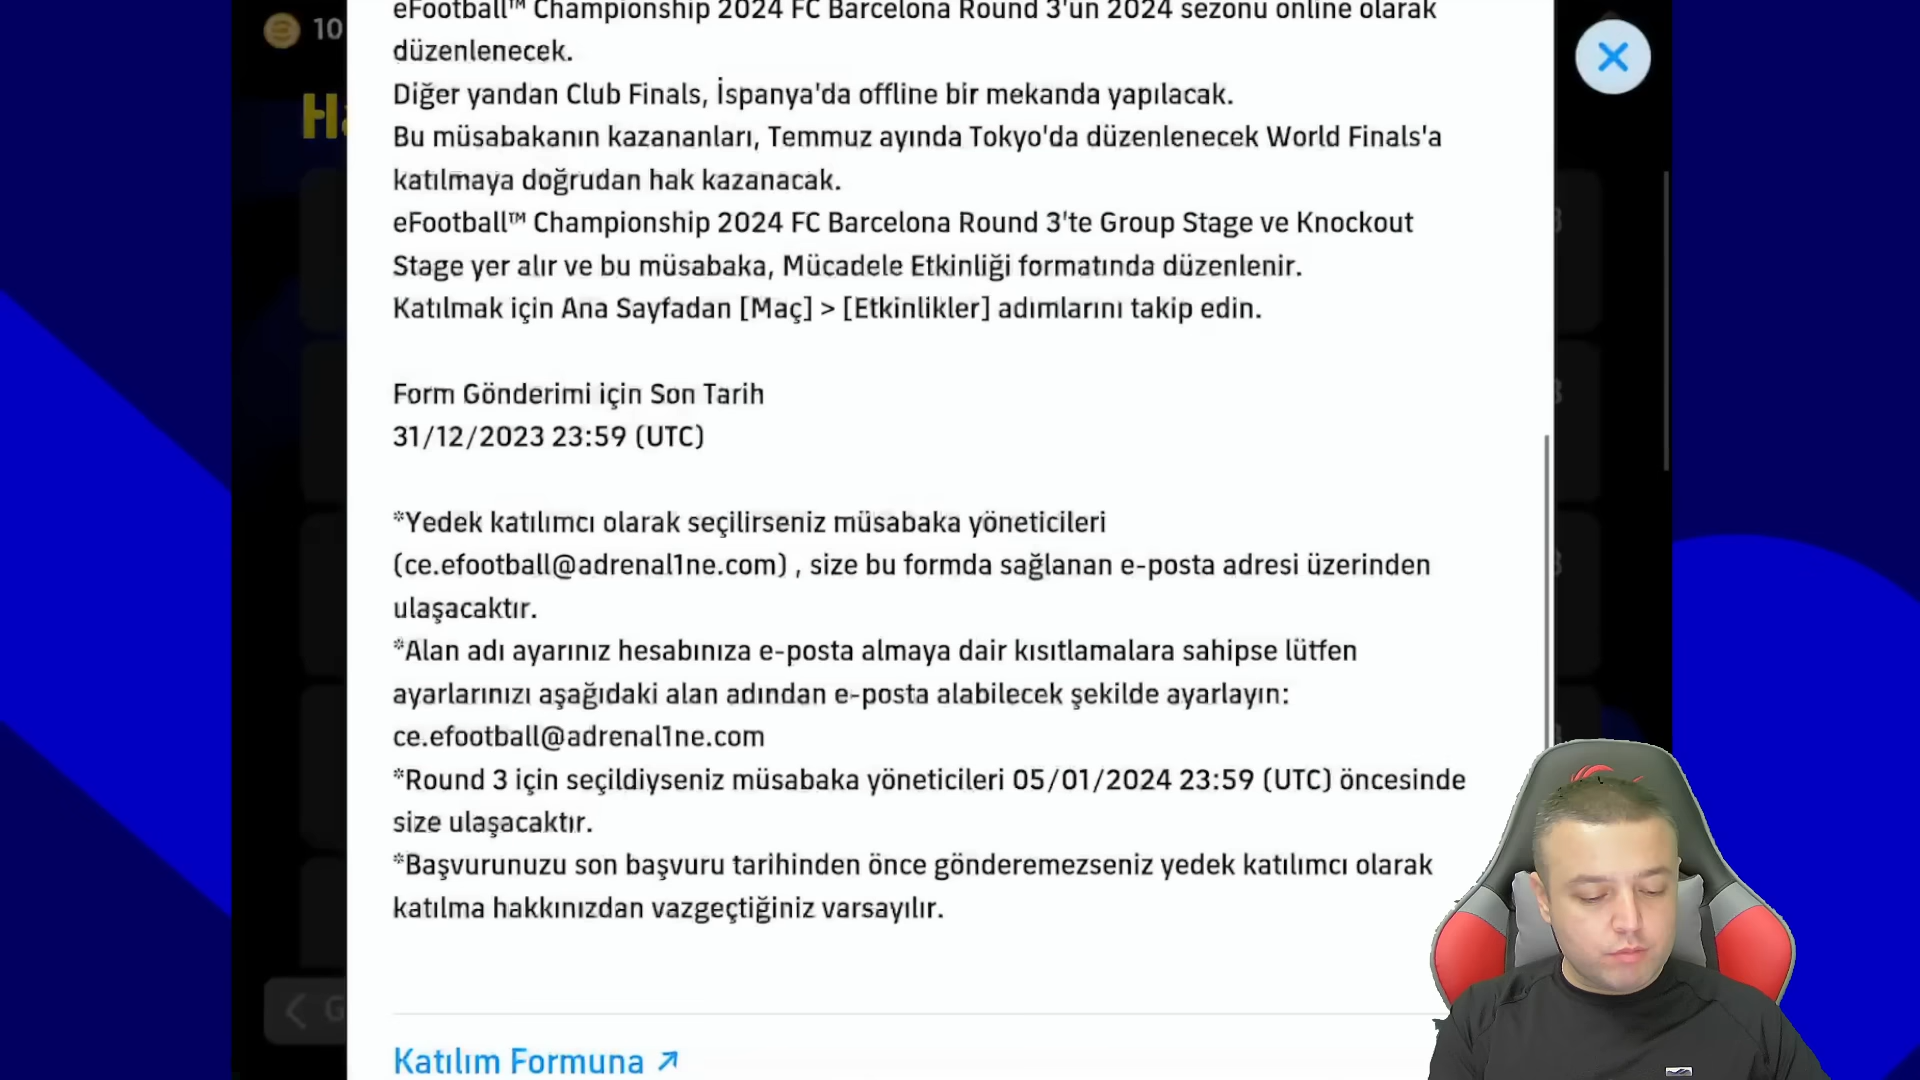 10
Ha
eFootball™ Championship 2024 FC Barcelona Round 3'ün 2024 sezonu online olarak
düzenlenecek.
Diğer yandan Club Finals, İspanya'da offline bir mekanda yapılacak.
Bu müsabakanın kazananları, Temmuz ayında Tokyo'da düzenlenecek World Finals'a
katılmaya doğrudan hak kazanacak.
eFootball™ Championship 2024 FC Barcelona Round 3'te Group Stage ve Knockout
Stage yer alır ve bu müsabaka, Mücadele Etkinliği formatında düzenlenir.
Katılmak için Ana Sayfadan [Maç] > [Etkinlikler] adımlarını takip edin.
Form Gönderimi için Son Tarih
31/12/2023 23:59 (UTC)
*Yedek katılımcı olarak seçilirseniz müsabaka yöneticileri
(ce.efootball@adrenal1ne.com) , size bu formda sağlanan e-posta adresi üzerinden
ulaşacaktır.
*Alan adı ayarınız hesabınıza e-posta almaya dair kısıtlamalara sahipse lütfen
ayarlarınızı aşağıdaki alan adından e-posta alabilecek şekilde ayarlayın:
ce.efootball@adrenal1ne.com
*Round 3 için seçildiyseniz müsabaka yöneticileri 05/01/2024 23:59 (UTC) öncesinde
size ulaşacaktır.
*Başvurunuzu son başvuru tarihinden önce gönderemezseniz yedek katılımcı olarak
katılma hakkınızdan vazgeçtiğiniz varsayılır.
G
Katılım Formuna ↗